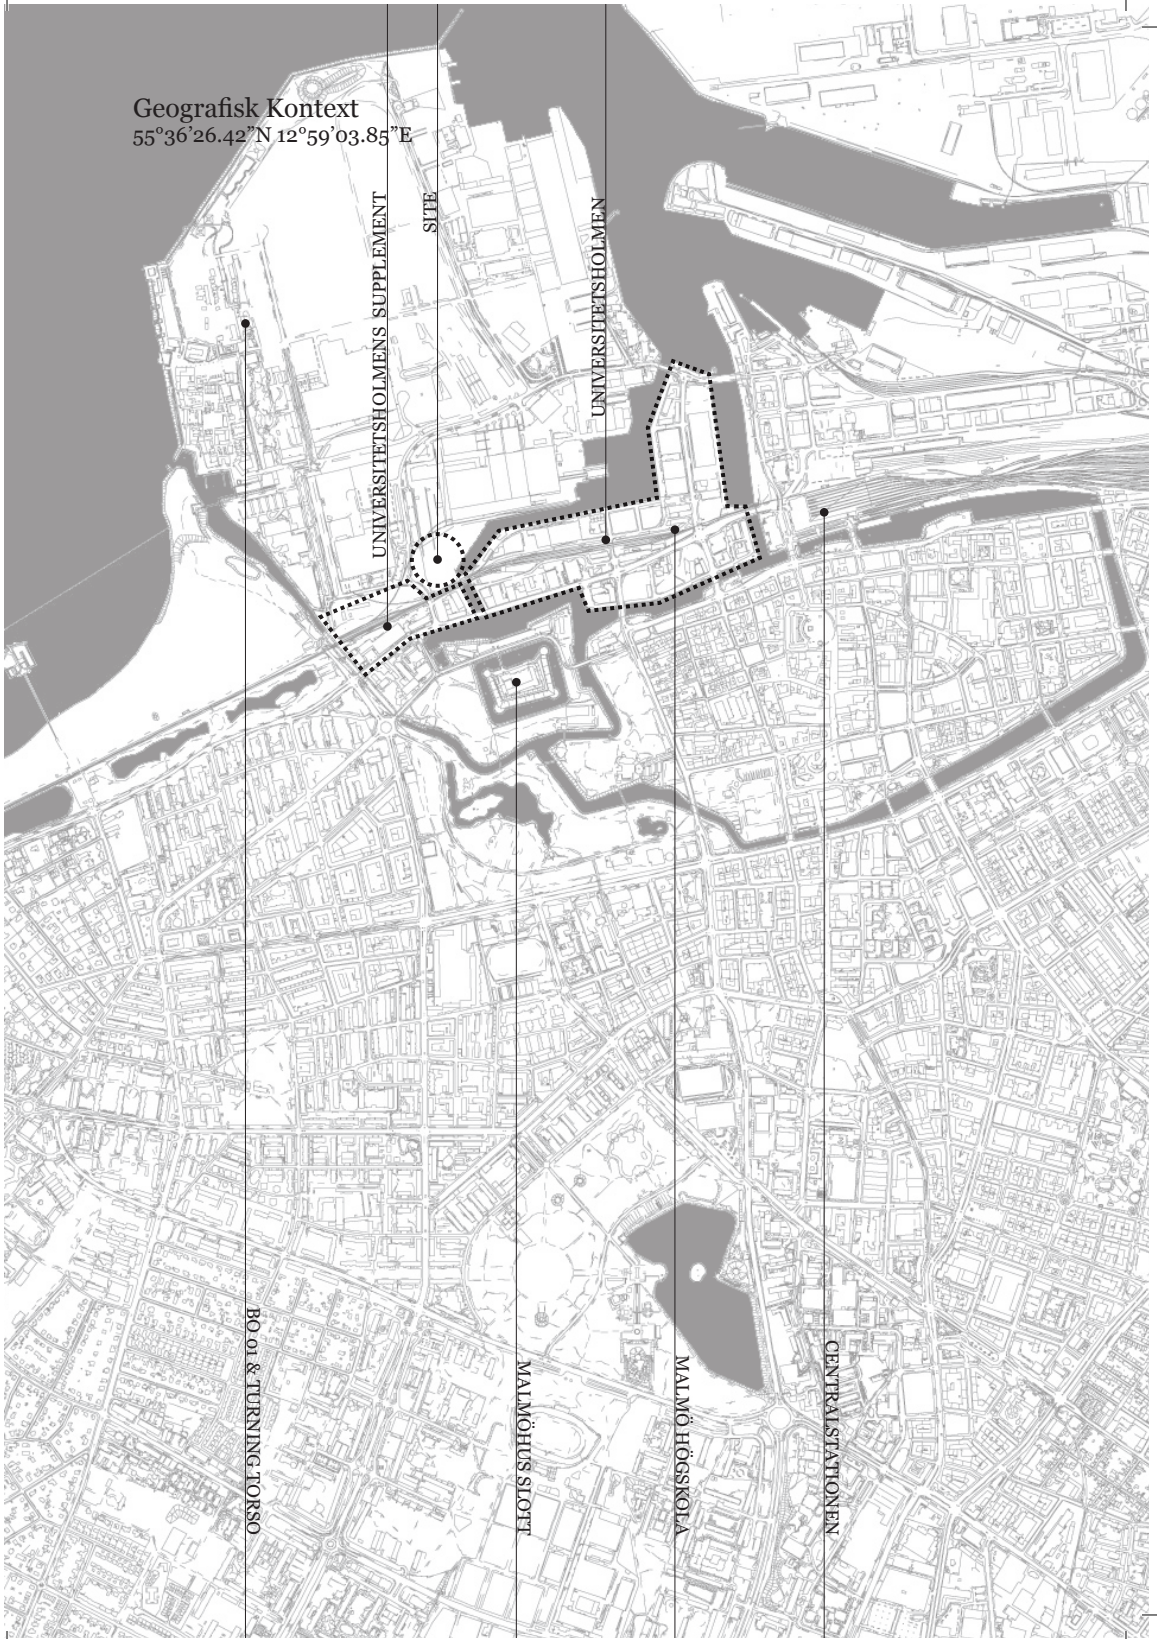 Geografisk Kontext
55°36’26.42”N 12°59’03.85”E
UNIVERSITETSHOLMENS SUPPLEMENT
SITE
UNIVERSITETSHOLMEN
BO 01 & TURNING TORSO
MALMÖHUS SLOTT
MALMÖ HÖGSKOLA
CENTRALSTATIONEN